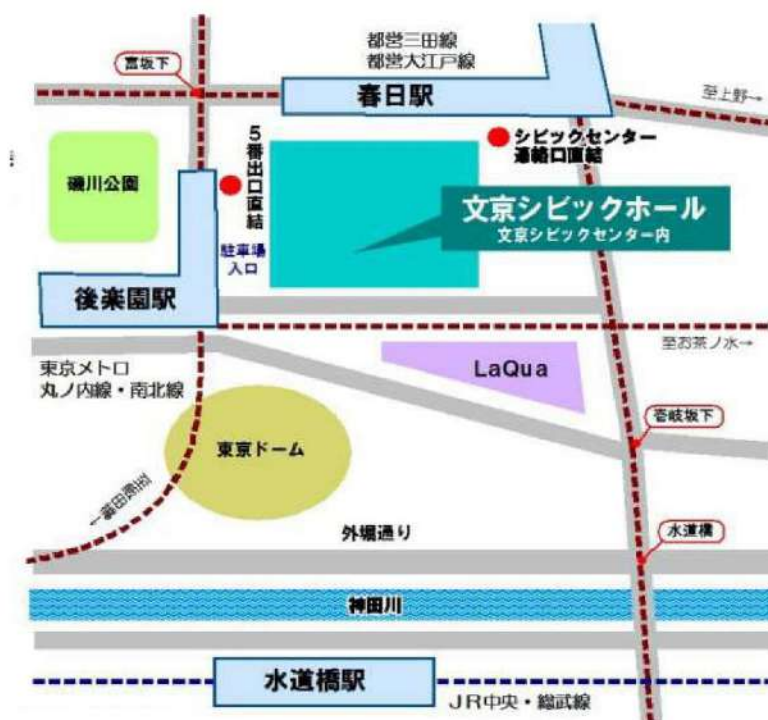 都営三田線
都営大江戸線
富坂下
春日駅
至上野→
5番出口直結
シビックセンター
連絡口直結
礫川公園
文京シビックホール
文京シビックセンター内
駐車場
入口
後楽園駅
至お茶ノ水→
東京メトロ
丸ノ内線・南北線
LaQua
壱岐坂下
東京ドーム
至飯田橋→
外堀通り
水道橋
神田川
水道橋駅
JR中央・総武線